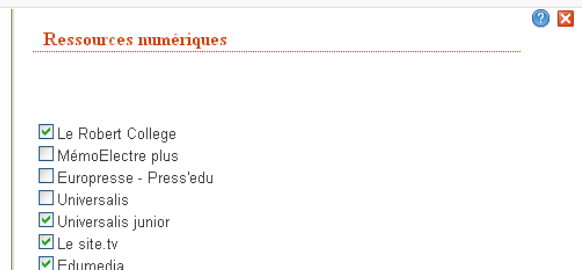 Ressources numériques
Le Robert College
MémoElectre plus
Europresse - Press'edu
Universalis
Universalis junior
Le site.tv
Edumedia